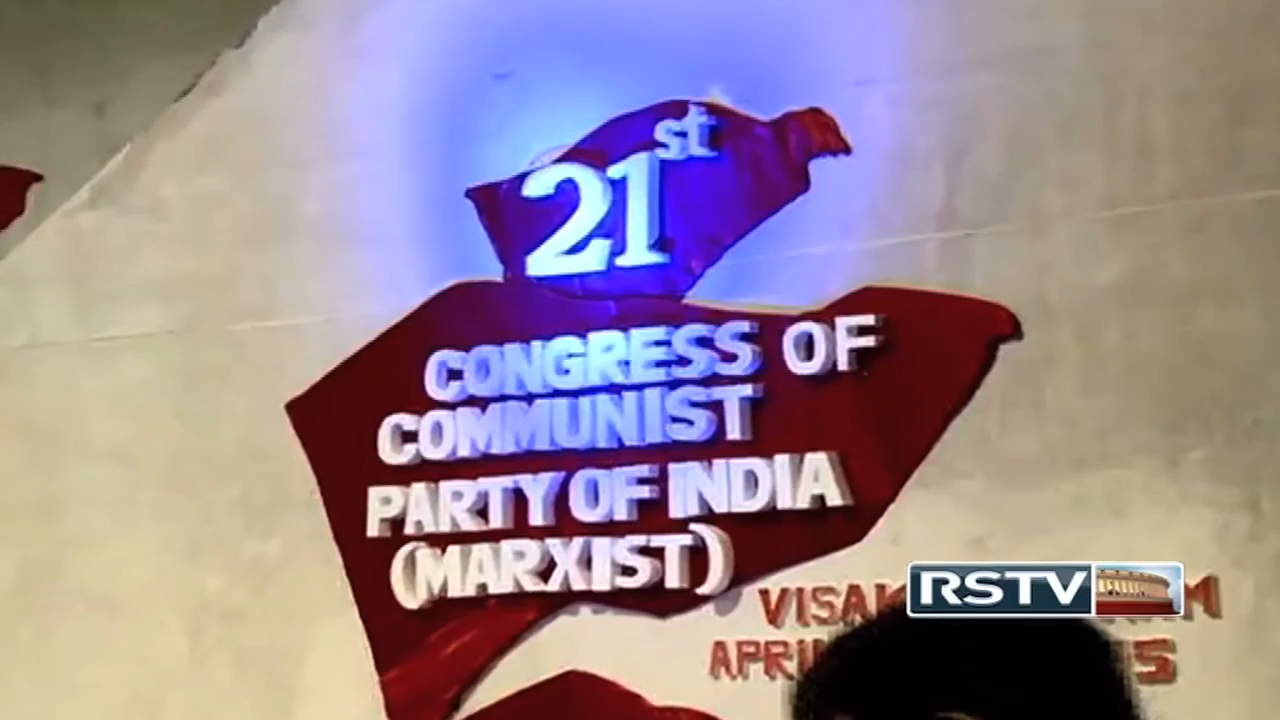 21st
CONGRESS OF
COMMUNIST
PARTY OF INDIA
(MARXIST)
RSTV